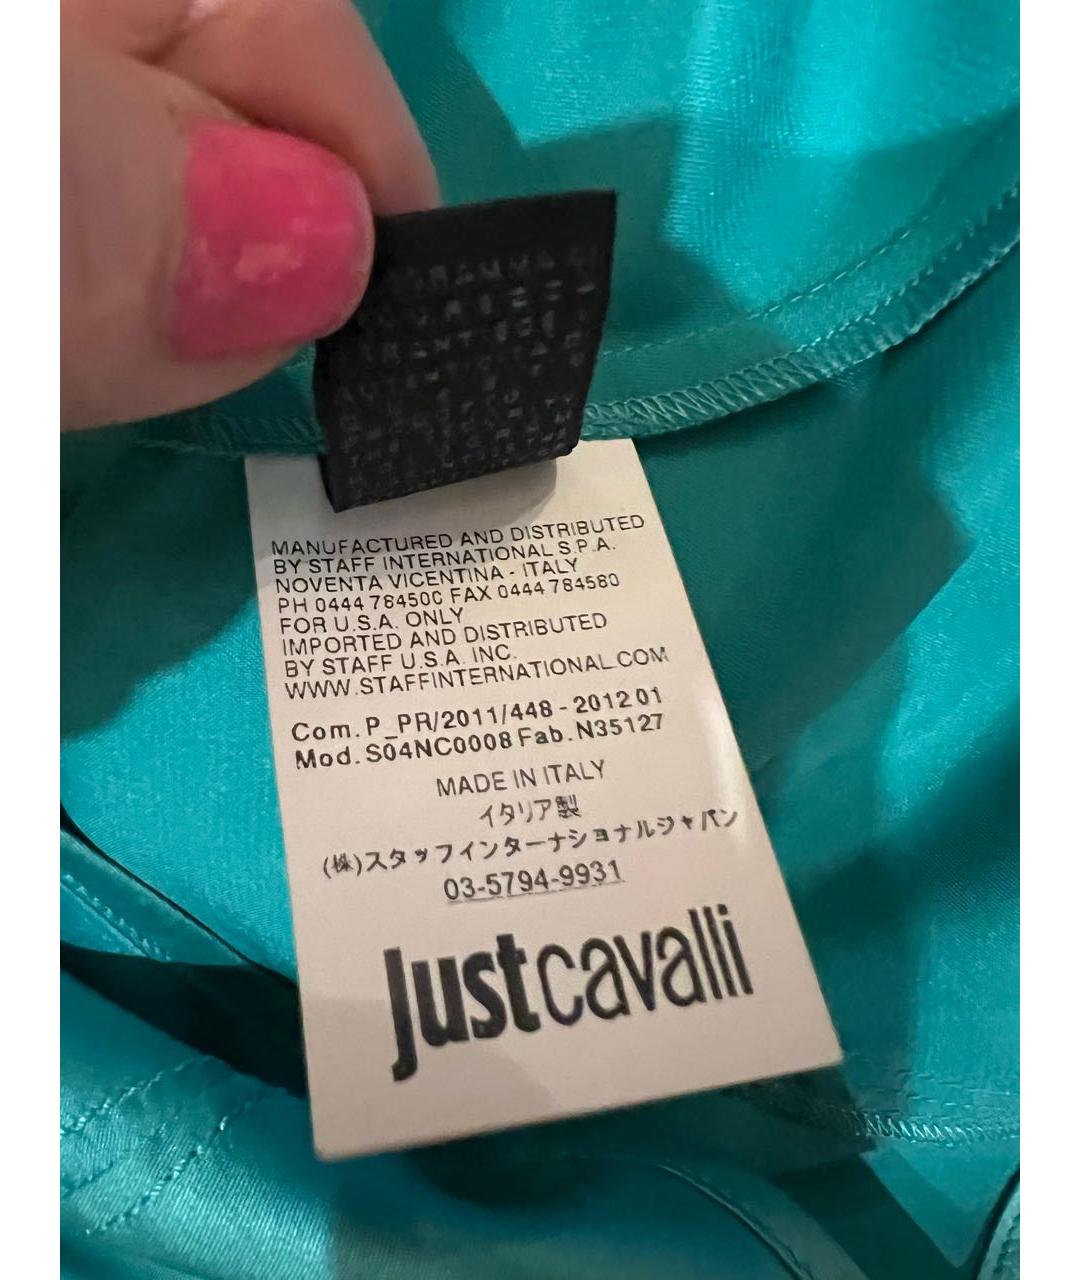 MANUFACTURED AND DISTRIBUTED
BY STAFF INTERNATIONAL S.P.A.
NOVENTA VICENTINA - ITALY
PH 0444 784500 FAX 0444 784580
FOR U.S.A. ONLY
IMPORTED AND DISTRIBUTED
BY STAFF U.S.A. INC.
WWW.STAFFINTERNATIONAL.COM
Com. P_PR/2011/448 - 2012 01
Mod. S04NC0008 Fab. N35127
MADE IN ITALY
イタリア製
(株)スタッフインターナショナルジャパン
03-5794-9931
Justcavalli